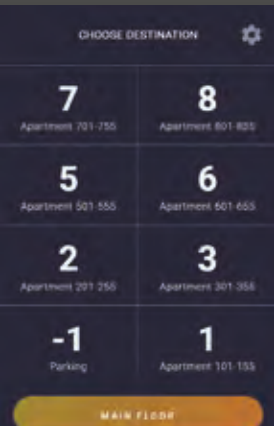 CHOOSE DESTINATION
7 8
Apartment 701-755 Apartment 801-855
5 6
Apartment 501-555 Apartment 601-655
2 3
Apartment 201-255 Apartment 301-355
-1 1
Parking Apartment 101-155
MAIN FLOOR